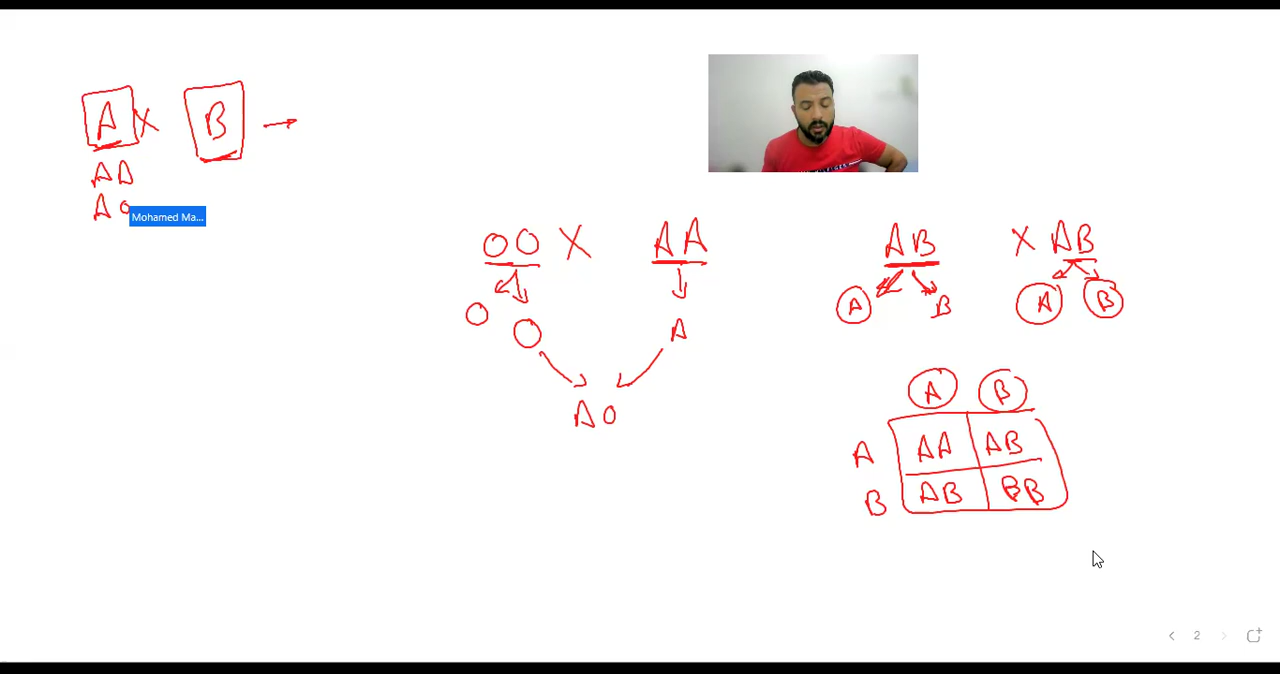 A X B →
AA
AO
Mohamed Ma...
OO X AA
O O A
AO
AB X AB
A B A B
A B
A AA AB
B AB BB
2